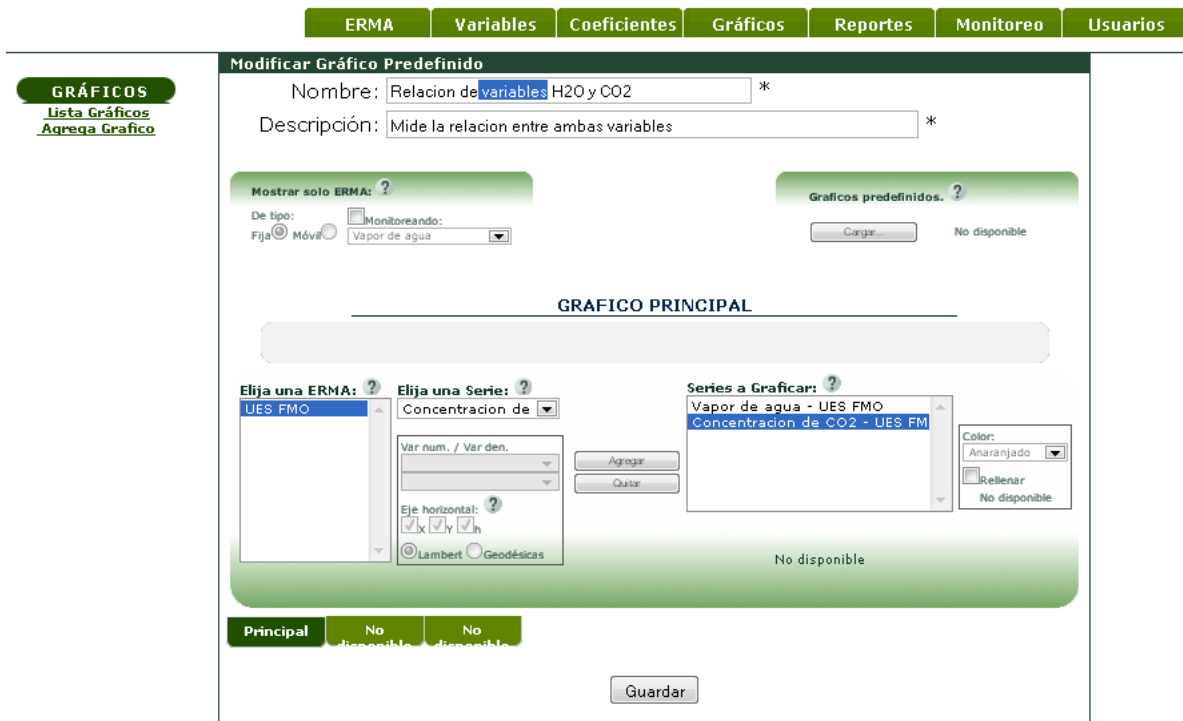 ERMA Variables Coeficientes Gráficos Reportes Monitoreo Usuarios
GRÁFICOS
Lista Gráficos
Agrega Grafico
Modificar Gráfico Predefinido
Nombre: Relacion de variables H2O y CO2 *
Descripción: Mide la relacion entre ambas variables *
Mostrar solo ERMA: ?
De tipo:
Fija Móvil
Monitoreando:
Vapor de agua
Graficos predefinidos. ?
Cargar... No disponible
GRAFICO PRINCIPAL
Elija una ERMA: ?
UES FMO
Elija una Serie: ?
Concentracion de
Var num. / Var den.
Eje horizontal: ?
X Y h
Lambert Geodésicas
Agregar
Quitar
Series a Graficar: ?
Vapor de agua - UES FMO
Concentracion de CO2 - UES FM
Color:
Anaranjado
Rellenar
No disponible
No disponible
Principal
No disponible
No disponible
Guardar